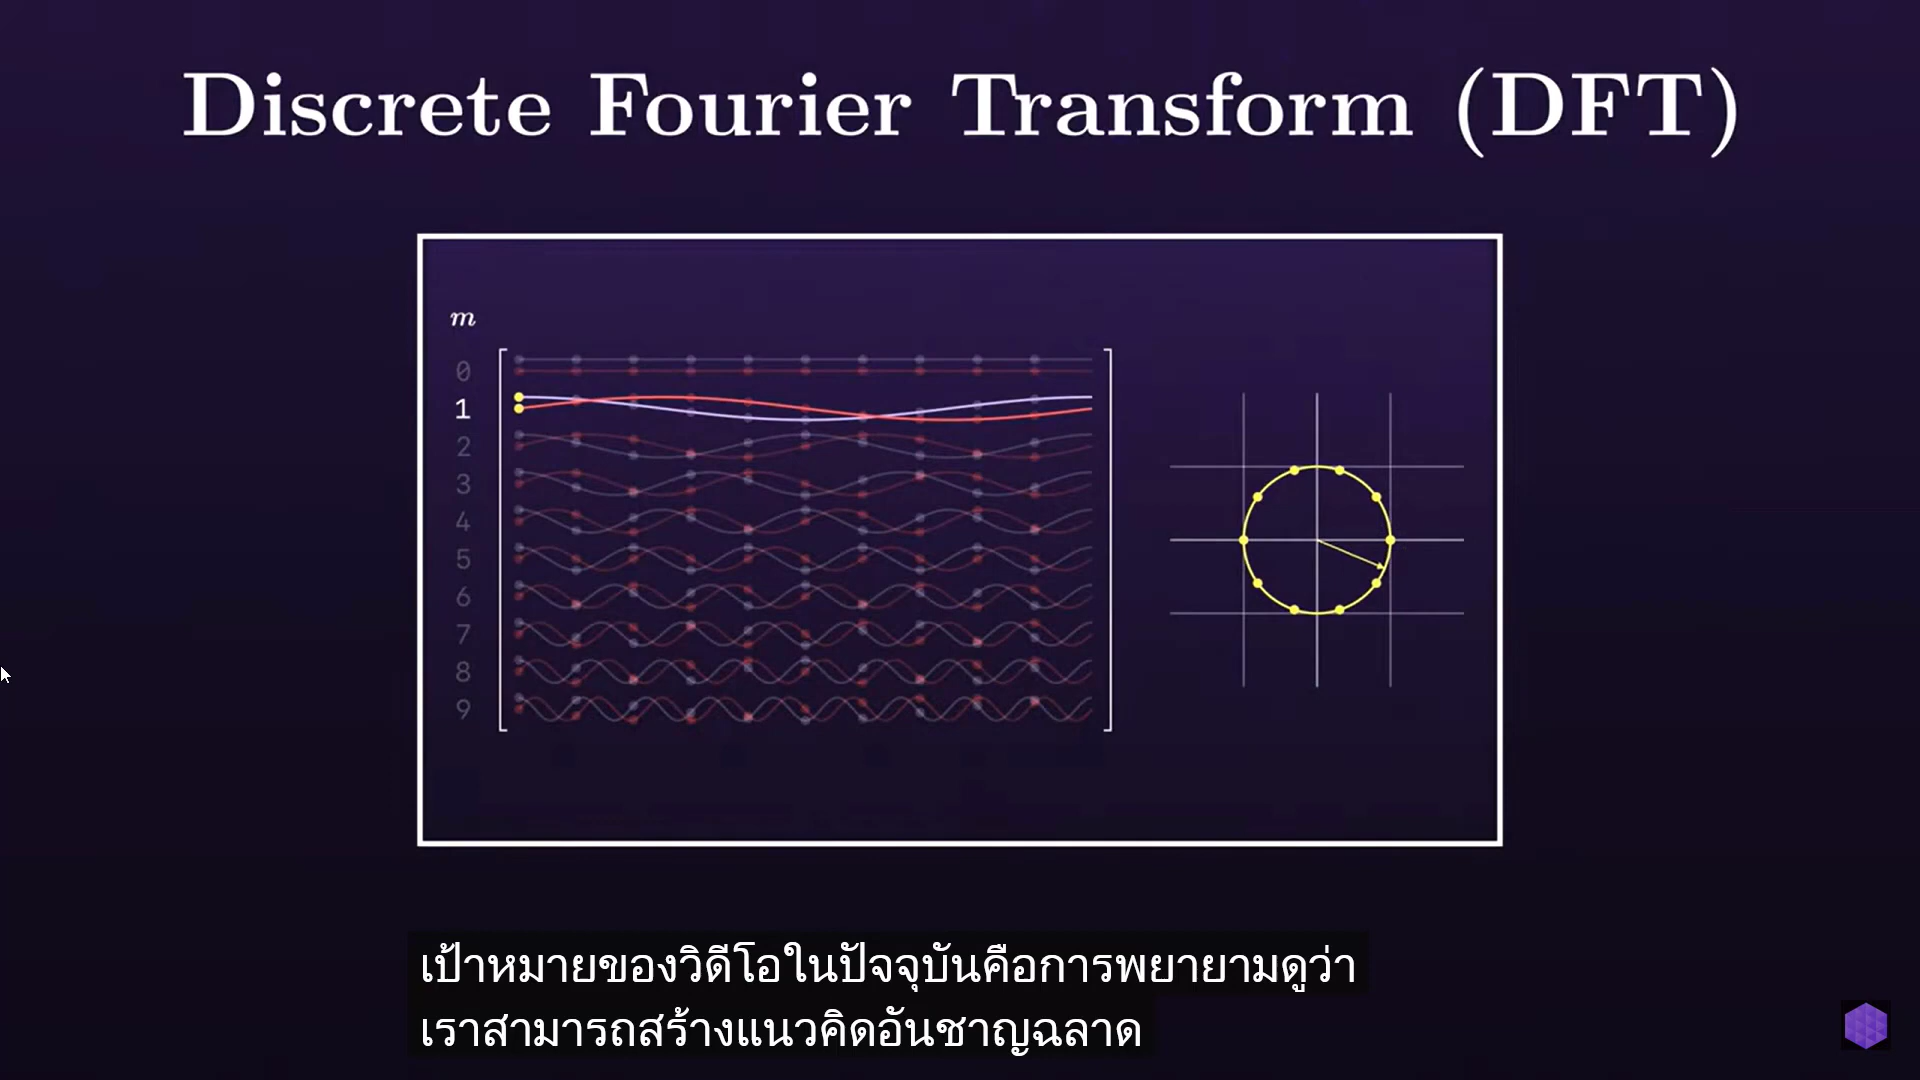 Discrete Fourier Transform (DFT)
m
0
1
2
3
4
5
6
7
8
9
เป้าหมายของวิดีโอในปัจจุบันคือการพยายามดูว่า
เราสามารถสร้างแนวคิดอันชาญฉลาด